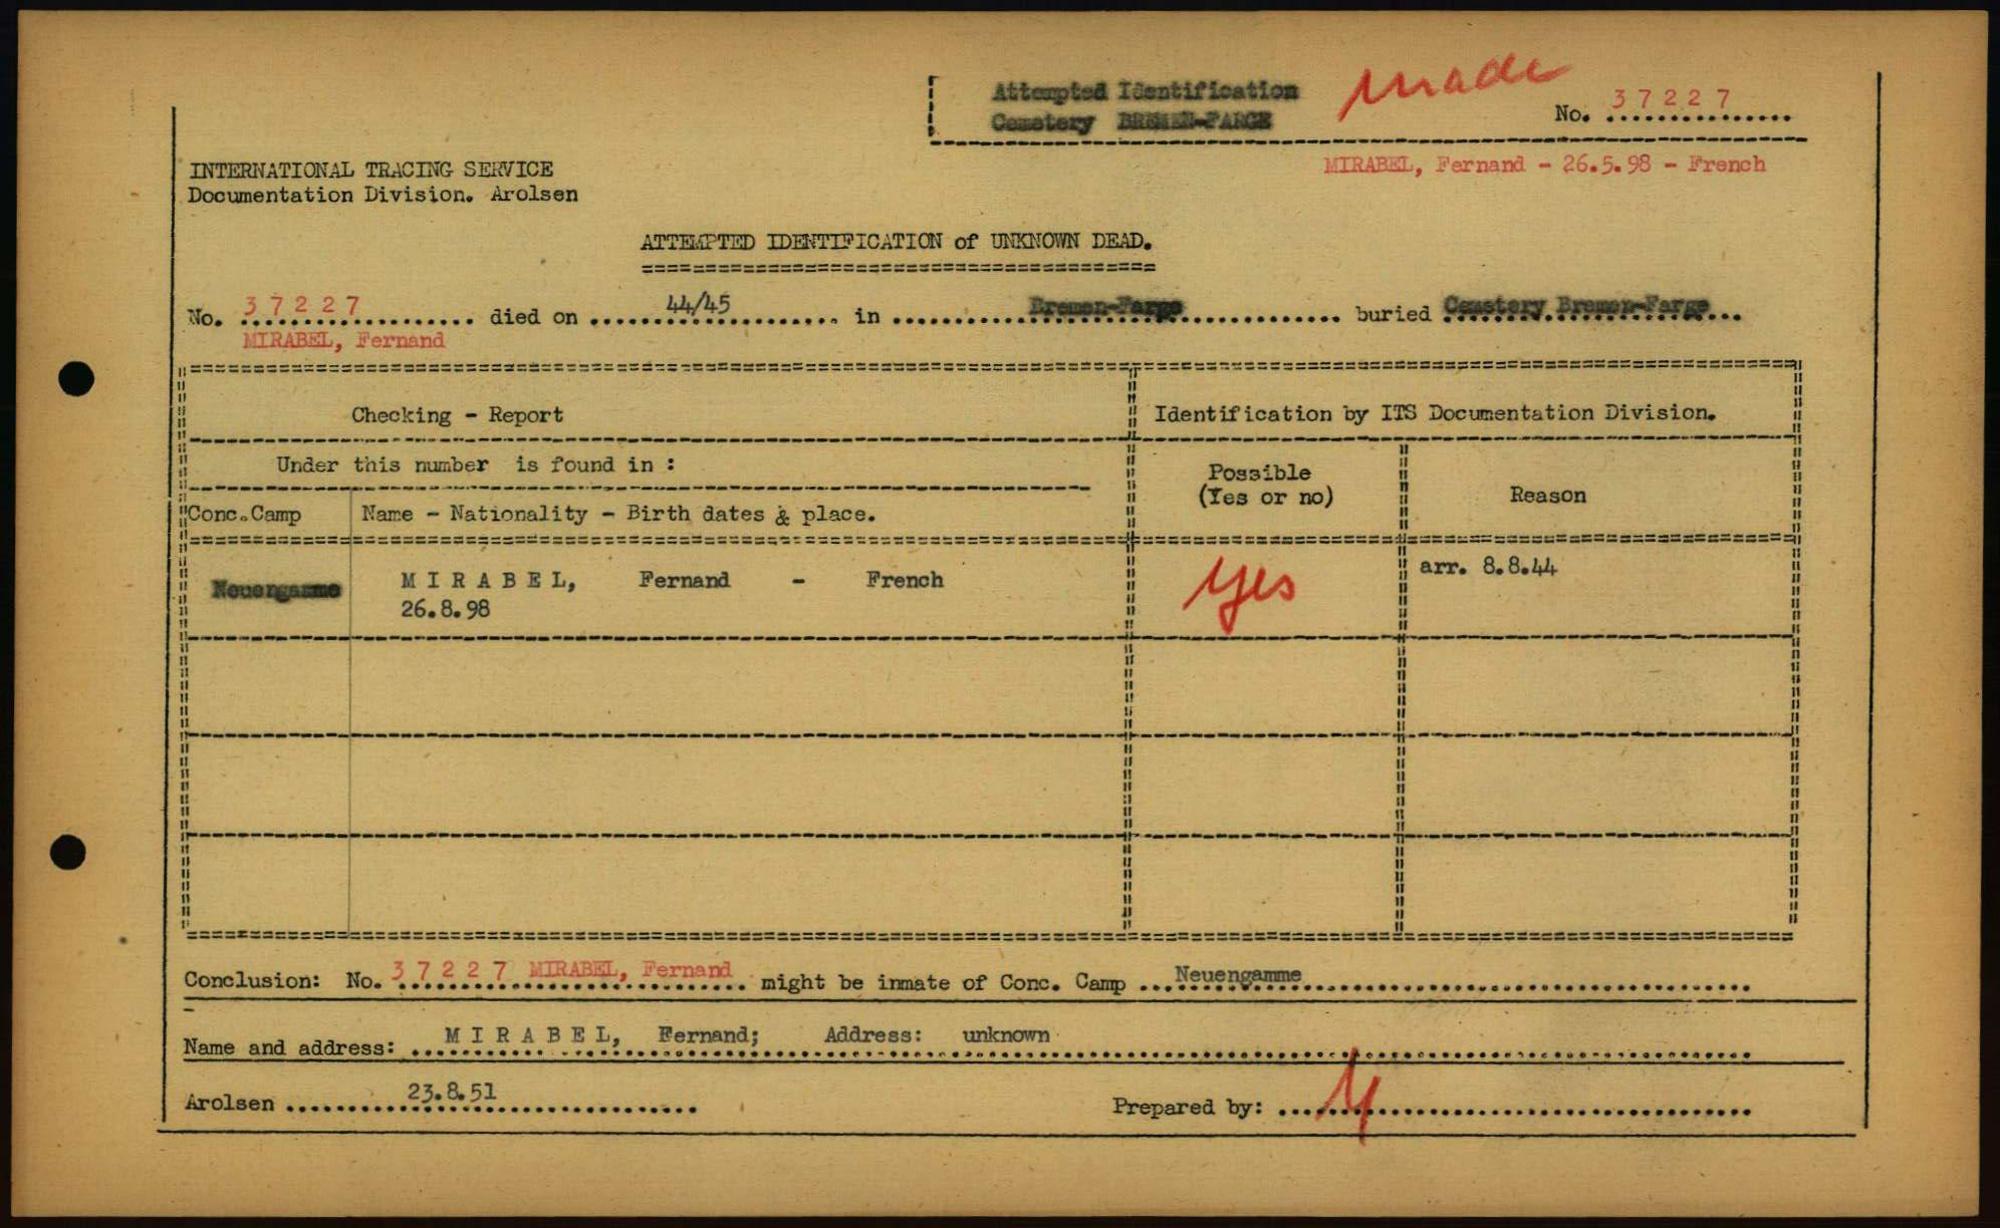 Attempted Identification made
Cemetery BREMEN-FARGE
No. 37227
MIRABEL, Fernand - 26.5.98 - French
INTERNATIONAL TRACING SERVICE
Documentation Division. Arolsen
ATTEMPTED IDENTIFICATION of UNKNOWN DEAD.
No. 37227 died on 44/45 in Bremen-Farge buried Cemetery Bremen-Farge
MIRABEL, Fernand
Checking - Report
Identification by ITS Documentation Division.
Under this number is found in :
Possible
(Yes or no)
Reason
Conc.Camp
Name - Nationality - Birth dates & place.
Neuengamme
MIRABEL, Fernand - French
26.8.98
yes
arr. 8.8.44
Conclusion: No. 37227 MIRABEL, Fernand might be inmate of Conc. Camp Neuengamme
Name and address: MIRABEL, Fernand; Address: unknown
Arolsen 23.8.51
Prepared by: